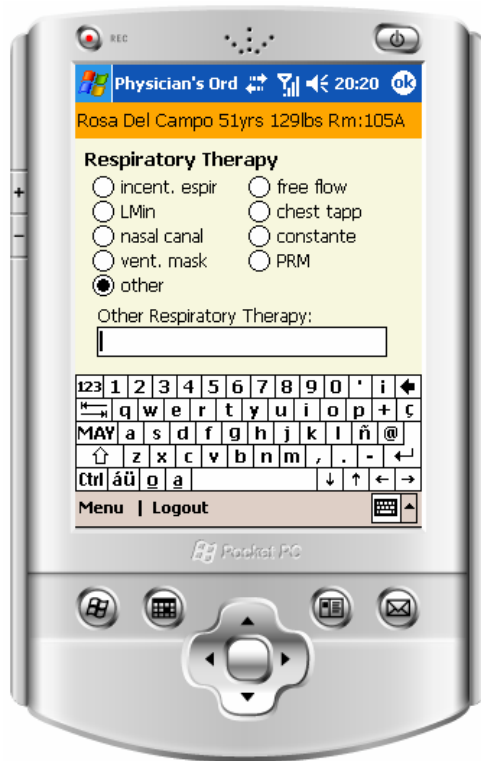 REC
Physician's Ord 20:20 ok
Rosa Del Campo 51yrs 129lbs Rm:105A
Respiratory Therapy
incent. espir free flow
LMin chest tapp
nasal canal constante
vent. mask PRM
other
Other Respiratory Therapy:
123 1 2 3 4 5 6 7 8 9 0 ' i
q w e r t y u i o p + ç
MAY a s d f g h j k l ñ @
z x c v b n m , . -
Ctrl áü o a ↓ ↑ ← →
Menu | Logout
Pocket PC
+
-